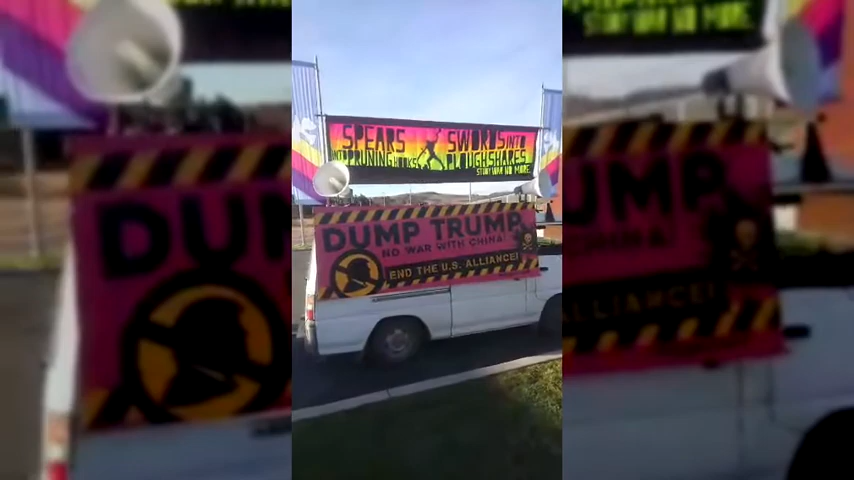 SPEARS
INTO PRUNING HOOKS
SWORDS INTO
PLOUGHSHARES
STUDY WAR NO MORE
DUMP TRUMP
NO WAR WITH CHINA!
END THE U.S. ALLIANCE!